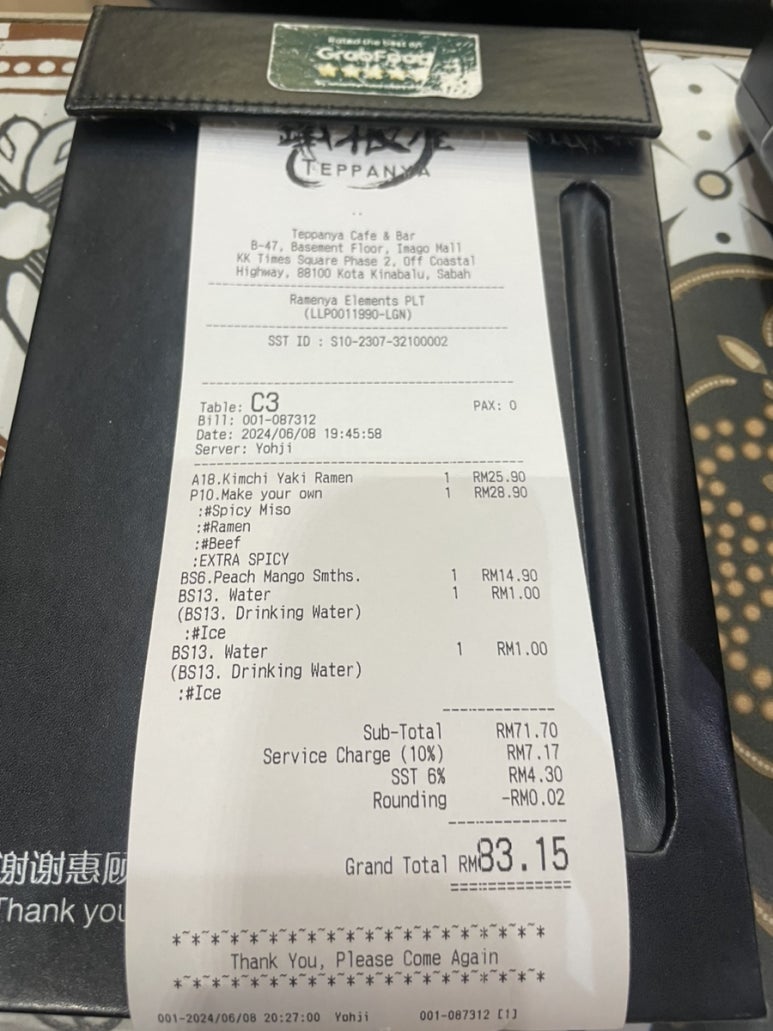 Rated the best on
GrabFood
TEPPANYA
Teppanya Cafe & Bar
B-47, Basement Floor, Imago Mall
KK Times Square Phase 2, Off Coastal
Highway, 88100 Kota Kinabalu, Sabah
Ramenya Elements PLT
(LLP0011990-LGN)
SST ID : S10-2307-32100002
Table: C3 PAX: 0
Bill: 001-087312
Date: 2024/06/08 19:45:58
Server: Yohji
A18.Kimchi Yaki Ramen 1 RM25.90
P10.Make your own 1 RM28.90
:#Spicy Miso
:#Ramen
:#Beef
:EXTRA SPICY
BS6.Peach Mango Smths. 1 RM14.90
BS13. Water 1 RM1.00
(BS13. Drinking Water)
:#Ice
BS13. Water 1 RM1.00
(BS13. Drinking Water)
:#Ice
Sub-Total RM71.70
Service Charge (10%) RM7.17
SST 6% RM4.30
Rounding -RM0.02
Grand Total RM83.15
谢谢惠顾
Thank you
*~*~*~*~*~*~*~*~*~*~*~*~*~*~*~*~*~*~*~*
Thank You, Please Come Again
*~*~*~*~*~*~*~*~*~*~*~*~*~*~*~*~*~*~*~*
001-2024/06/08 20:27:00 Yohji 001-087312 [1]